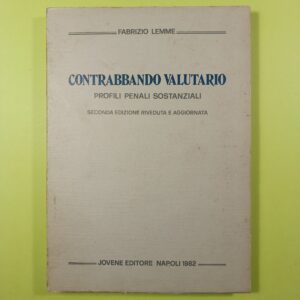 FABRIZIO LEMME
CONTRABBANDO VALUTARIO
PROFILI PENALI SOSTANZIALI
SECONDA EDIZIONE RIVEDUTA E AGGIORNATA
JOVENE EDITORE NAPOLI 1982